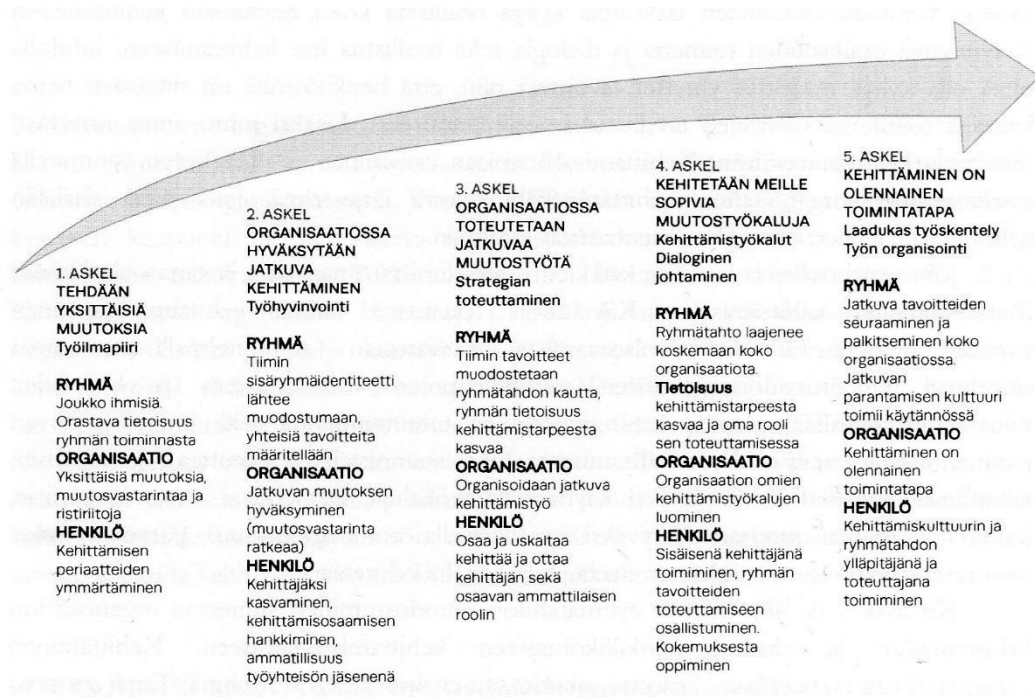 1. ASKEL
TEHDÄÄN
YKSITTÄISIÄ
MUUTOKSIA
Työilmapiiri
RYHMÄ
Joukko ihmisiä.
Orastava tietoisuus
ryhmän toiminnasta
ORGANISAATIO
Yksittäisiä muutoksia,
muutosvastarintaa ja
ristiriitoja
HENKILÖ
Kehittämisen
periaatteiden
ymmärtäminen
2. ASKEL
ORGANISAATIOSSA
HYVÄKSYTÄÄN
JATKUVA
KEHITTÄMINEN
Työhyvinvointi
RYHMÄ
Tiimin
sisäryhmäidentiteetti
lähtee
muodostumaan,
yhteisiä tavoitteita
määritellään
ORGANISAATIO
Jatkuvan muutoksen
hyväksyminen
(muutosvastarinta
ratkeaa)
HENKILÖ
Kehittäjäksi
kasvaminen,
kehittämisosaamisen
hankkiminen,
ammatillisuus
työyhteisön jäsenenä
3. ASKEL
ORGANISAATIOSSA
TOTEUTETAAN
JATKUVAA
MUUTOSTYÖTÄ
Strategian
toteuttaminen
RYHMÄ
Tiimin tavoitteet
muodostetaan
ryhmätahdon kautta,
ryhmän tietoisuus
kehittämistarpeesta
kasvaa
ORGANISAATIO
Organisoidaan jatkuva
kehittämistyö
HENKILÖ
Osaa ja uskaltaa
kehittää ja ottaa
kehittäjän sekä
osaavan ammattilaisen
roolin
4. ASKEL
KEHITETÄÄN MEILLE
SOPIVIA
MUUTOSTYÖKALUJA
Kehittämistyökalut
Dialoginen
johtaminen
RYHMÄ
Ryhmätahto laajenee
koskemaan koko
organisaatiota.
Tietoisuus
kehittämistarpeesta
kasvaa ja oma rooli
sen toteuttamisessa
ORGANISAATIO
Organisaation omien
kehittämistyökalujen
luominen
HENKILÖ
Sisäisenä kehittäjänä
toimiminen, ryhmän
tavoitteiden
toteuttamiseen
osallistuminen.
Kokemuksesta
oppiminen
5. ASKEL
KEHITTÄMINEN ON
OLENNAINEN
TOIMINTATAPA
Laadukas työskentely
Työn organisointi
RYHMÄ
Jatkuva tavoitteiden
seuraaminen ja
palkitseminen koko
organisaatiossa,
jatkuvan
parantamisen kulttuuri
toimii käytännössä
ORGANISAATIO
Kehittäminen on
olennainen
toimintatapa
HENKILÖ
Kehittämiskulttuurin ja
ryhmätahdon
ylläpitäjänä ja
toteuttajana
toimiminen